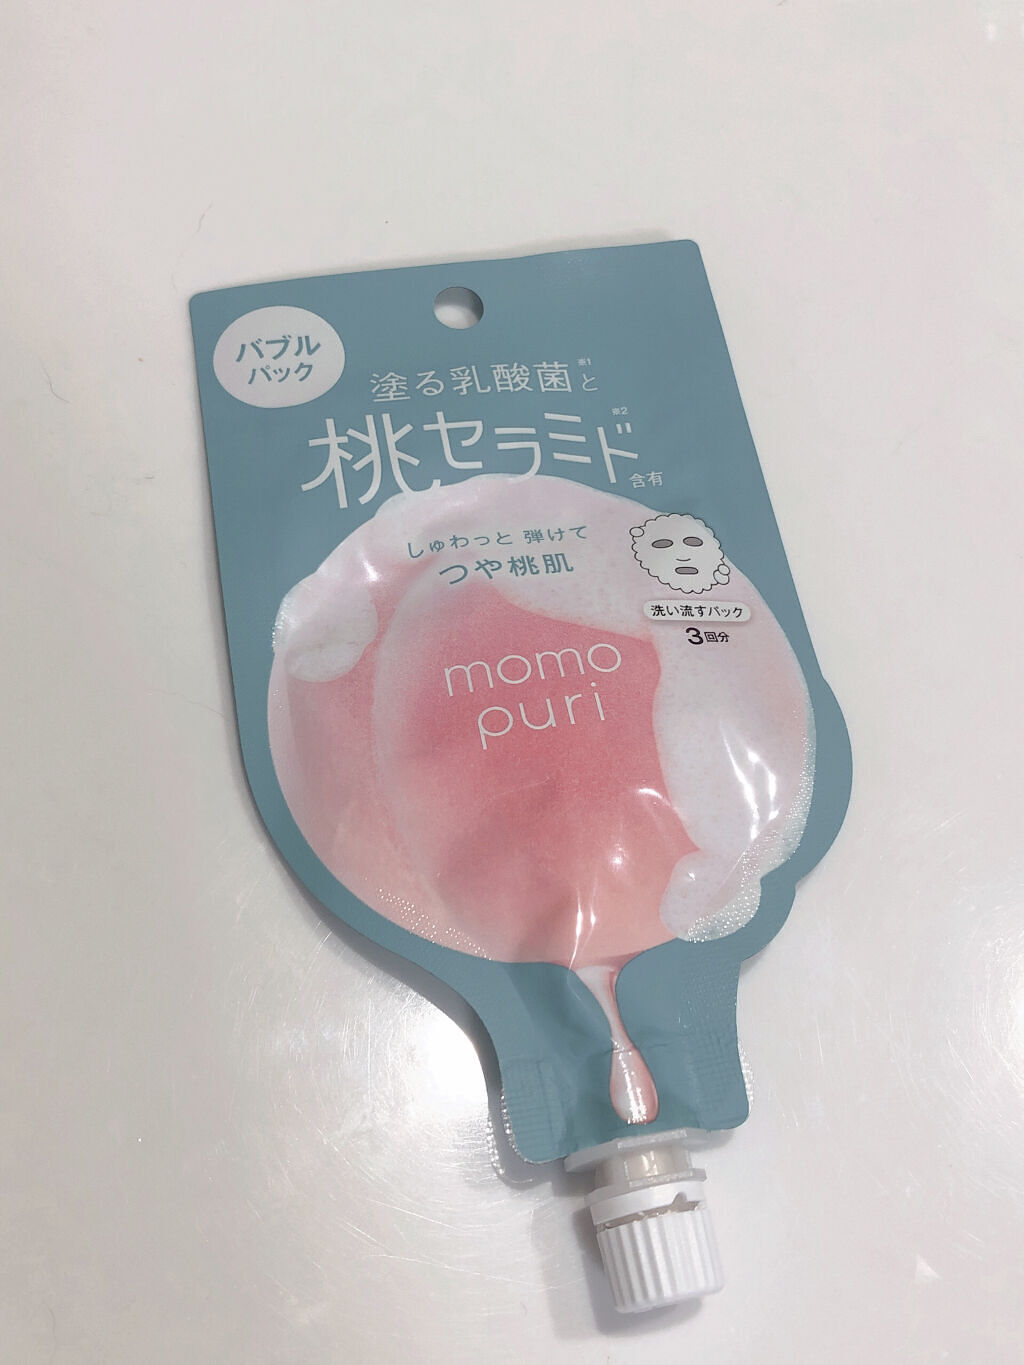 バブル
パック
塗る乳酸菌※1と
桃セラミド※2含有
しゅわっと 弾けて
つや桃肌
洗い流すパック
3回分
momo
puri